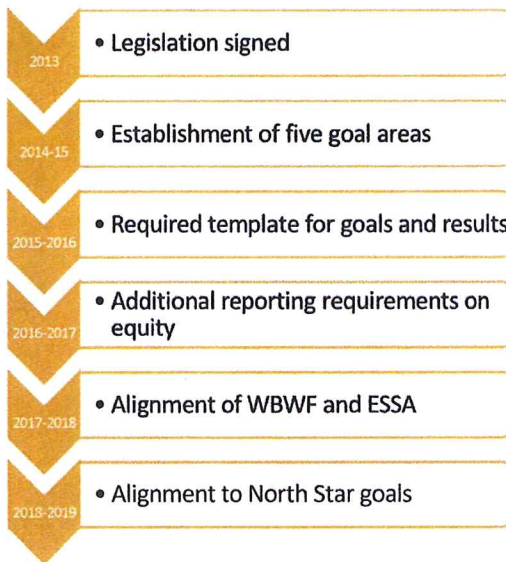 2013
• Legislation signed
2014-15
• Establishment of five goal areas
2015-2016
• Required template for goals and results
2016-2017
• Additional reporting requirements on
equity
2017-2018
• Alignment of WBWF and ESSA
2018-2019
• Alignment to North Star goals